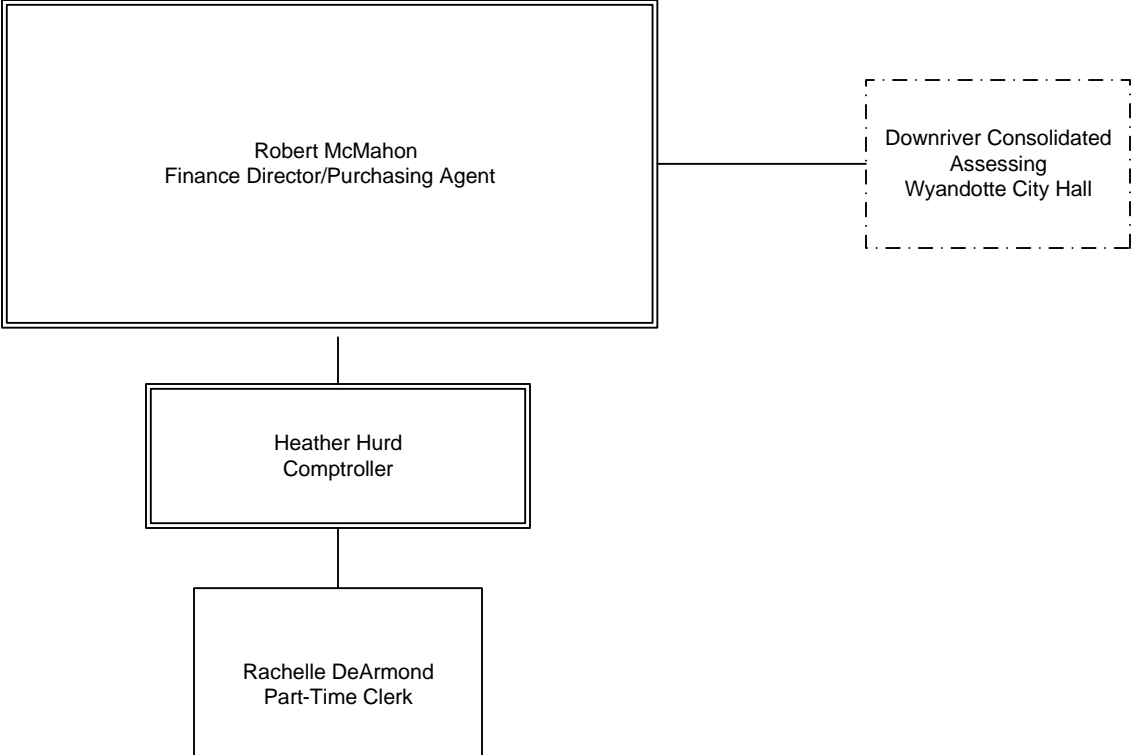 Robert McMahon
Finance Director/Purchasing Agent
Downriver Consolidated
Assessing
Wyandotte City Hall
Heather Hurd
Comptroller
Rachelle DeArmond
Part-Time Clerk